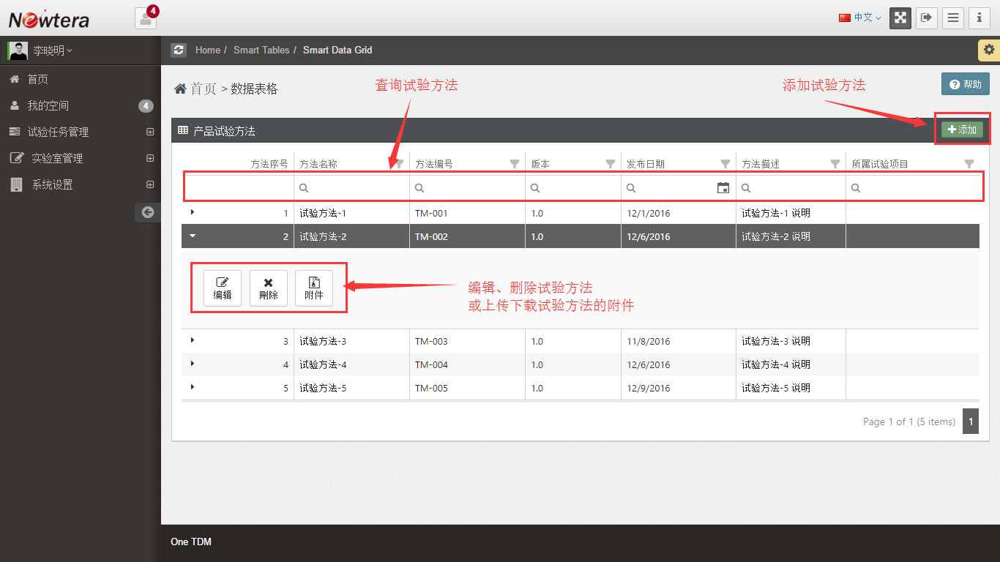 Newtera
4
中文
李晓明
Home / Smart Tables / Smart Data Grid
首页
我的空间 4
试验任务管理
实验室管理
系统设置
首页 > 数据表格
查询试验方法
添加试验方法
帮助
产品试验方法
添加
方法序号 方法名称 方法编号 版本 发布日期 方法描述 所属试验项目
1 试验方法-1 TM-001 1.0 12/1/2016 试验方法-1 说明
2 试验方法-2 TM-002 1.0 12/6/2016 试验方法-2 说明
编辑 刪除 附件
编辑、删除试验方法
或上传下载试验方法的附件
3 试验方法-3 TM-003 1.0 11/8/2016 试验方法-3 说明
4 试验方法-4 TM-004 1.0 12/6/2016 试验方法-4 说明
5 试验方法-5 TM-005 1.0 12/9/2016 试验方法-5 说明
Page 1 of 1 (5 items) 1
One TDM